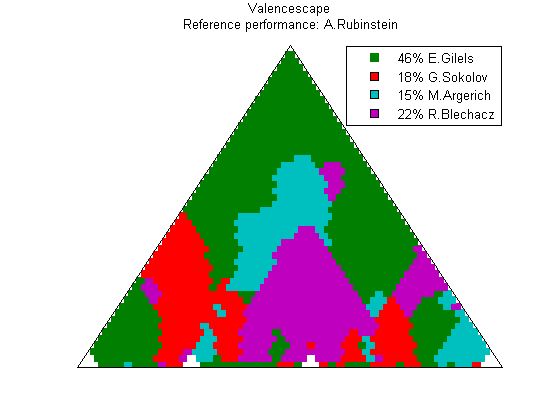 Valencescape
Reference performance: A.Rubinstein
46% E.Gilels
18% G.Sokolov
15% M.Argerich
22% R.Blechacz